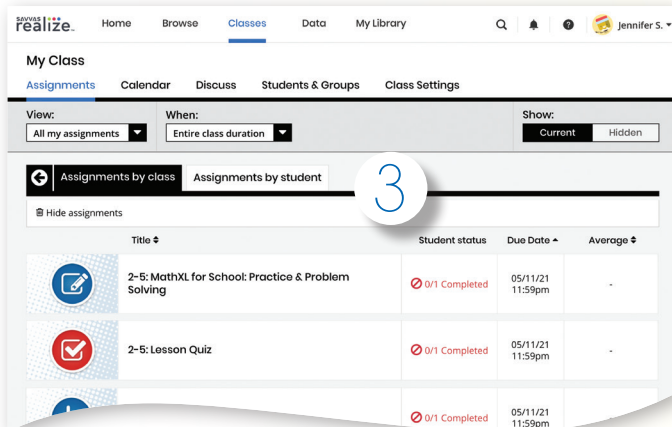 SAVVAS
realize
Home Browse Classes Data My Library Jennifer S.
My Class
Assignments Calendar Discuss Students & Groups Class Settings
View: When: Show:
All my assignments Entire class duration Current Hidden
Assignments by class Assignments by student
3
Hide assignments
Title Student status Due Date Average
2-5: MathXL for School: Practice & Problem
Solving
0/1 Completed
05/11/21
11:59pm
-
2-5: Lesson Quiz
0/1 Completed
05/11/21
11:59pm
-
0/1 Completed
05/11/21
11:59pm